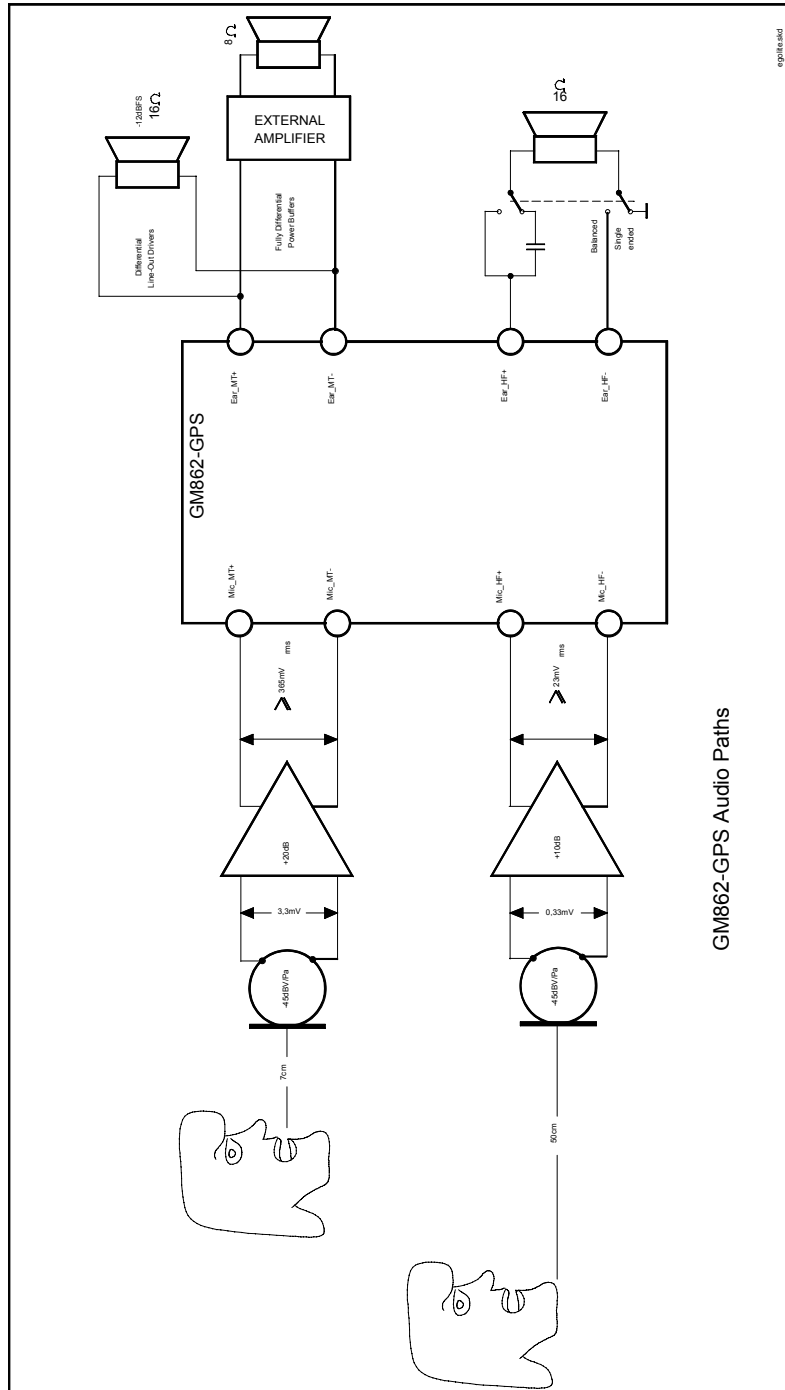 egolite.skd
8Ω
-12dBFS
16Ω
EXTERNAL
AMPLIFIER
16
Ω
Differential
Line-Out Drivers
Fully Differential
Power Buffers
Balanced
Single
ended
GM862-GPS
Ear_MT+
Ear_MT-
Ear_HF+
Ear_HF-
Mic_MT+
Mic_MT-
Mic_HF+
Mic_HF-
365mV
rms
23mV
rms
+20dB
+10dB
3,3mV
0,33mV
-45dBV/Pa
-45dBV/Pa
7cm
50cm
GM862-GPS Audio Paths